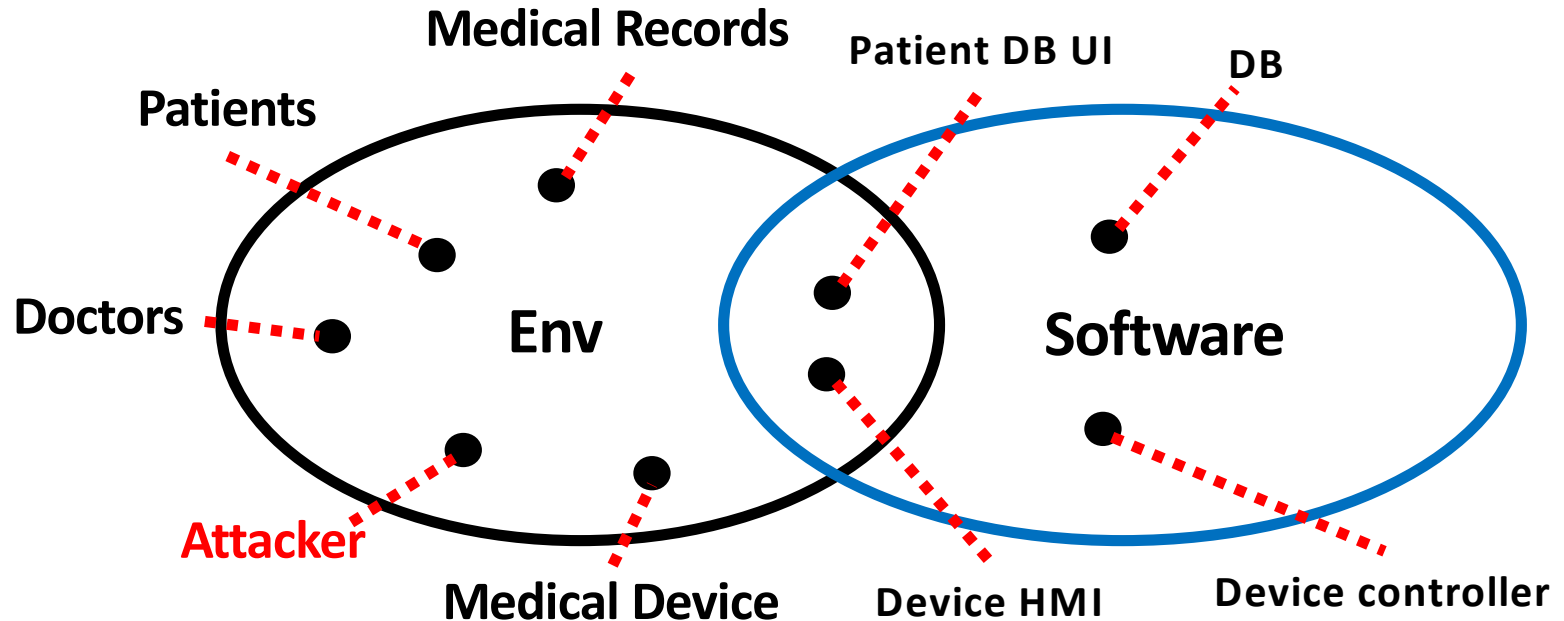 Medical Records
Patient DB UI
DB
Patients
Doctors
Env
Software
Attacker
Medical Device
Device HMI
Device controller